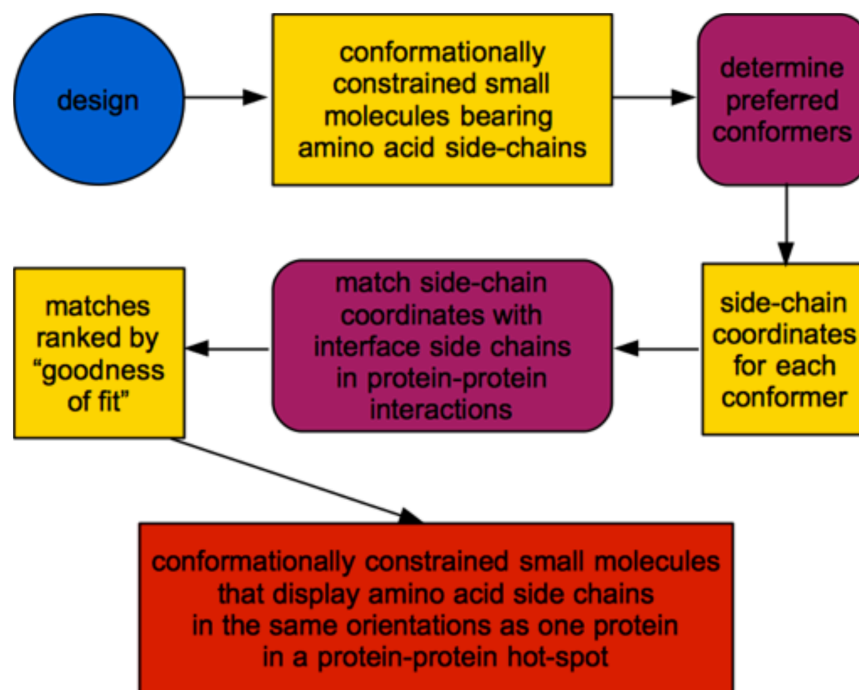 design
conformationally
constrained small
molecules bearing
amino acid side-chains
determine
preferred
conformers
side-chain
coordinates
for each
conformer
match side-chain
coordinates with
interface side chains
in protein-protein
interactions
matches
ranked by
“goodness
of fit”
conformationally constrained small molecules
that display amino acid side chains
in the same orientations as one protein
in a protein-protein hot-spot